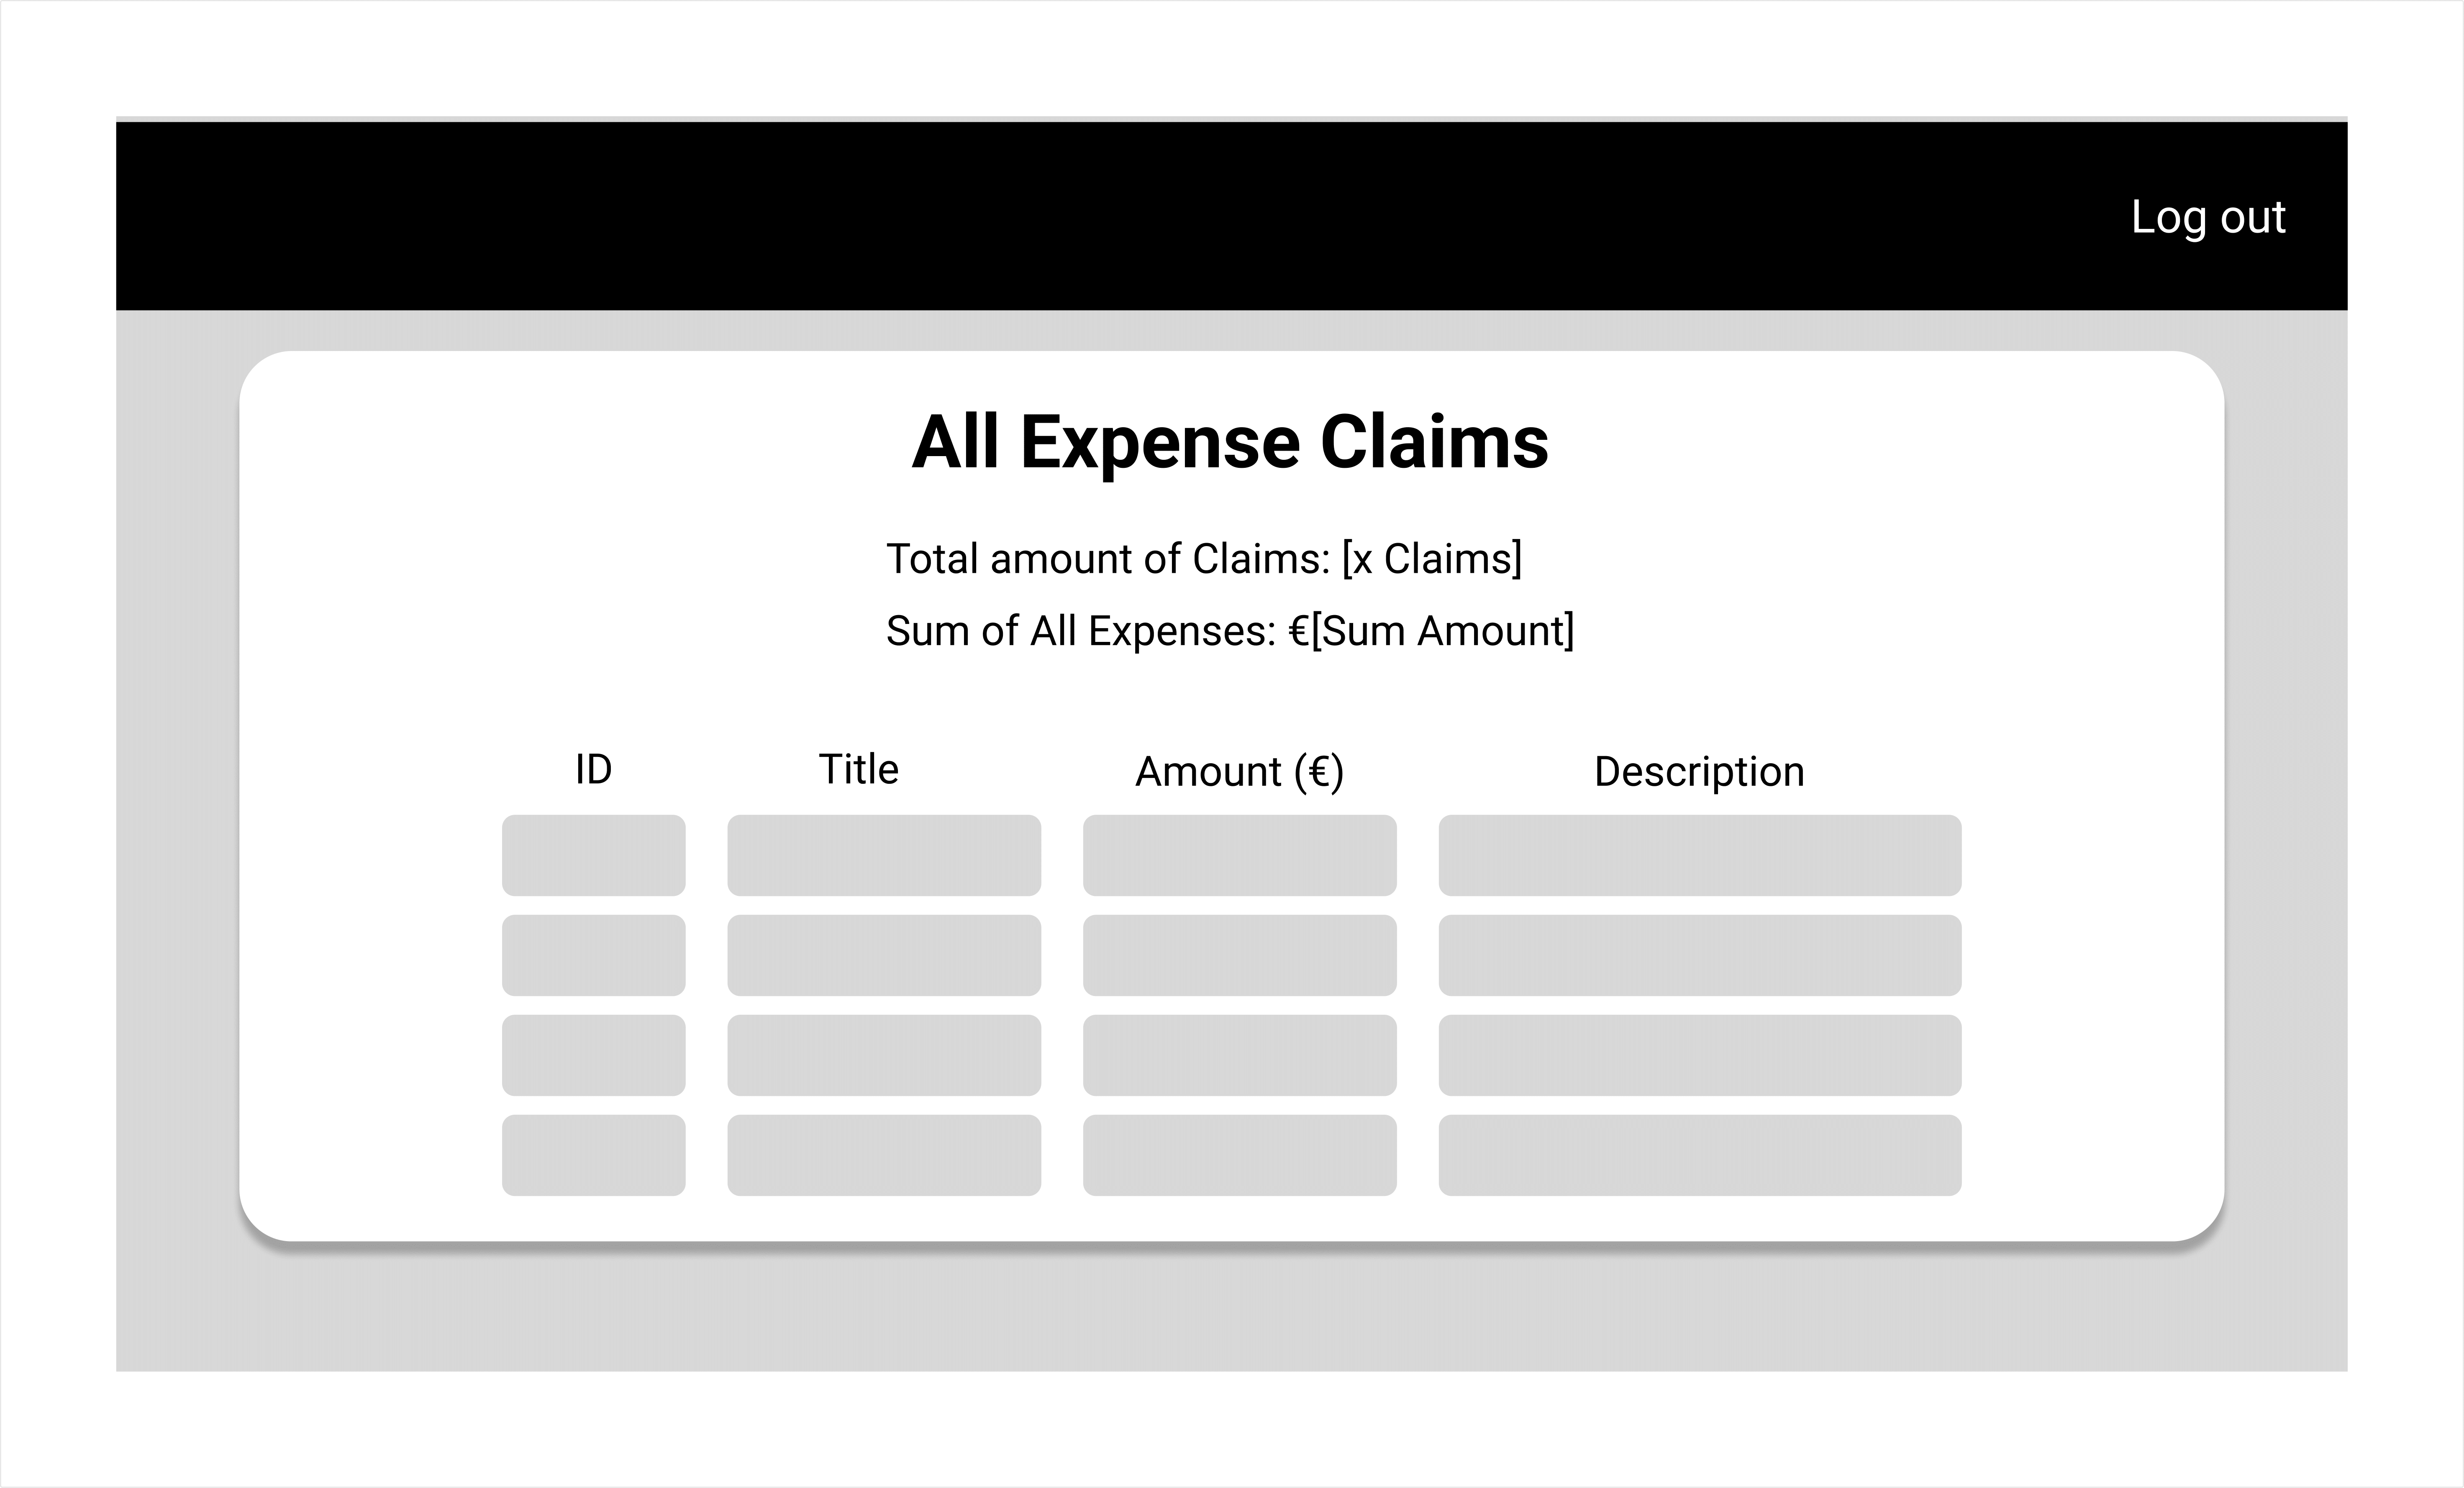 Log out
All Expense Claims
Total amount of Claims: [x Claims]
Sum of All Expenses: €[Sum Amount]
ID Title Amount (€) Description